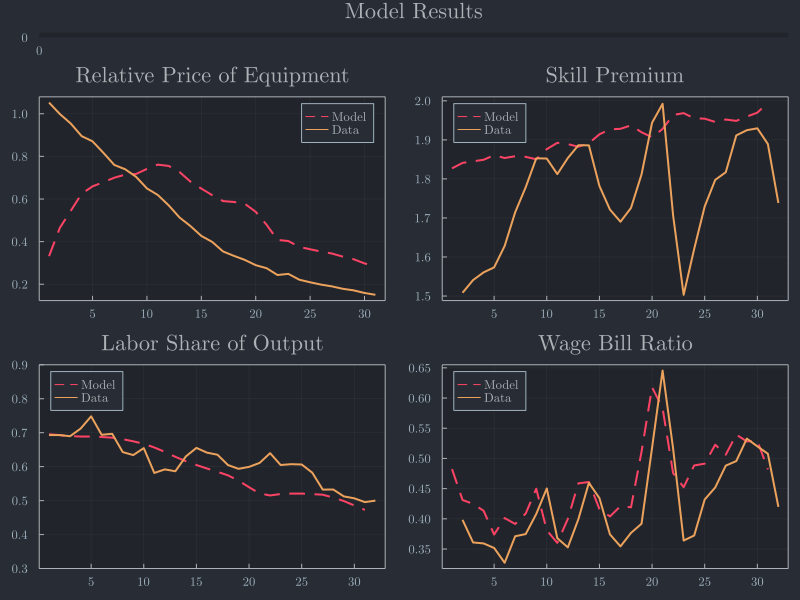 Model Results
0
0
Relative Price of Equipment
Model
Data
1.0
0.8
0.6
0.4
0.2
5 10 15 20 25 30
Skill Premium
Model
Data
2.0
1.9
1.8
1.7
1.6
1.5
5 10 15 20 25 30
Labor Share of Output
Model
Data
0.9
0.8
0.7
0.6
0.5
0.4
0.3
5 10 15 20 25 30
Wage Bill Ratio
Model
Data
0.65
0.60
0.55
0.50
0.45
0.40
0.35
5 10 15 20 25 30